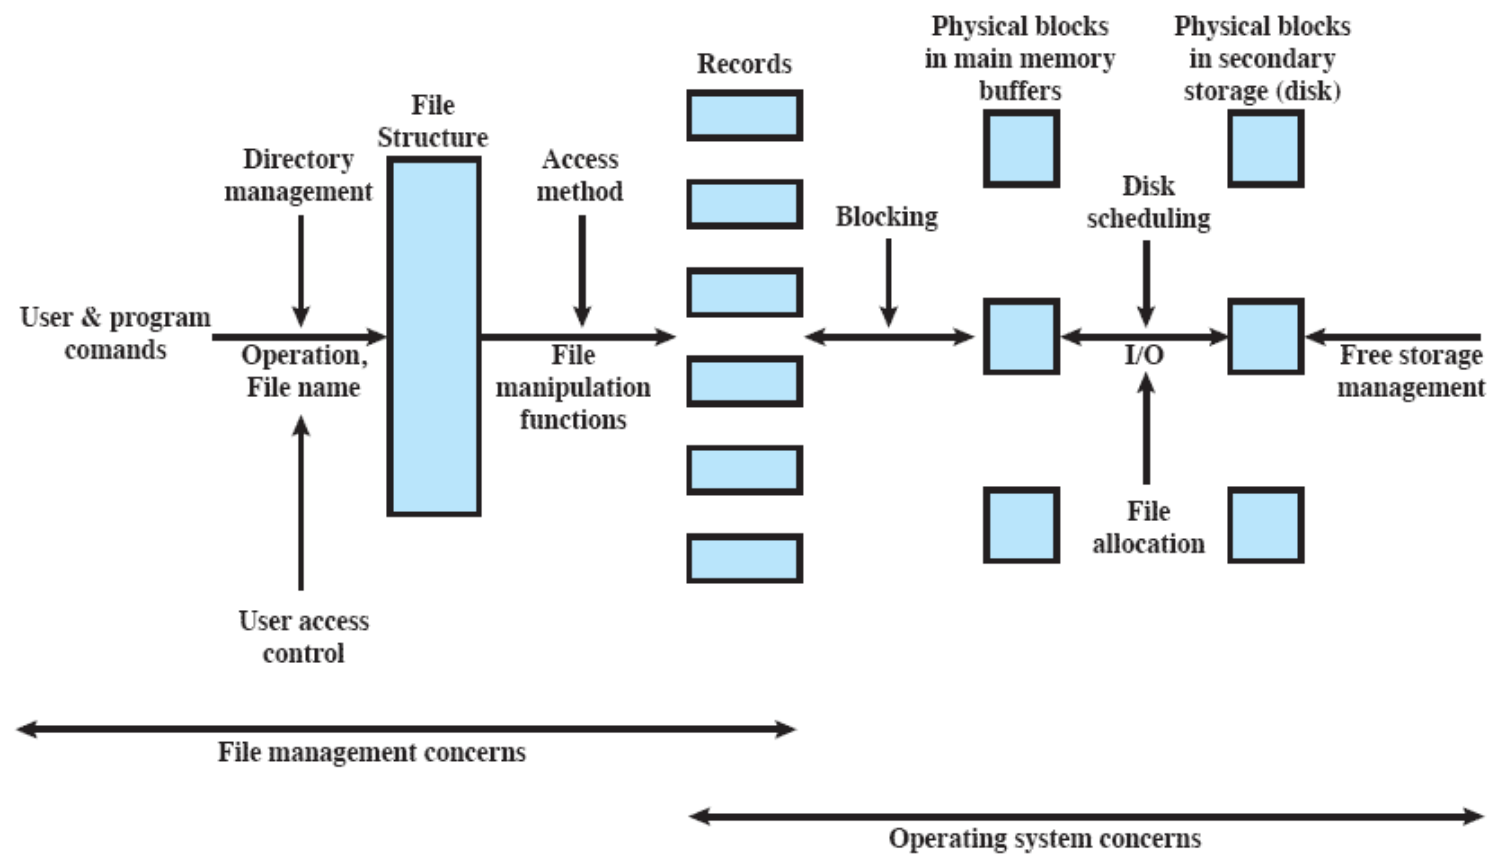 Physical blocks
in main memory
buffers
Physical blocks
in secondary
storage (disk)
Records
File
Structure
Directory
management
Access
method
Blocking
Disk
scheduling
User & program
comands
Operation,
File name
File
manipulation
functions
I/O
Free storage
management
File
allocation
User access
control
File management concerns
Operating system concerns